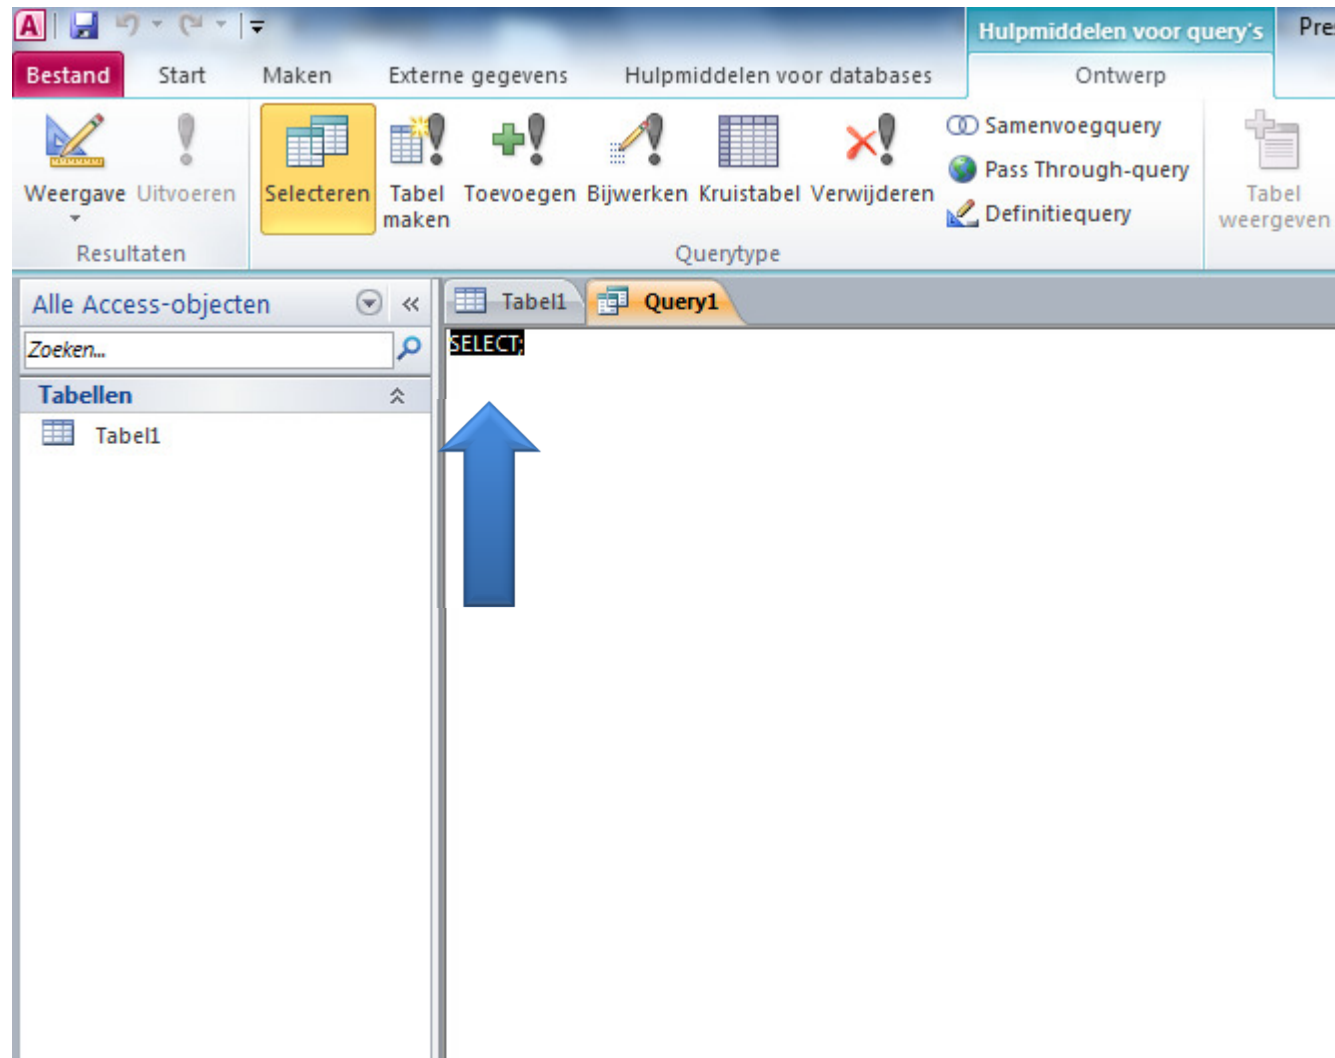 A
Hulpmiddelen voor query's
Bestand Start Maken Externe gegevens Hulpmiddelen voor databases Ontwerp
Weergave Uitvoeren Selecteren Tabel maken Toevoegen Bijwerken Kruistabel Verwijderen
Samenvoegquery
Pass Through-query
Definitiequery
Tabel weergeven
Resultaten Querytype
Alle Access-objecten
Tabel1 Query1
Zoeken...
SELECT;
Tabellen
Tabel1